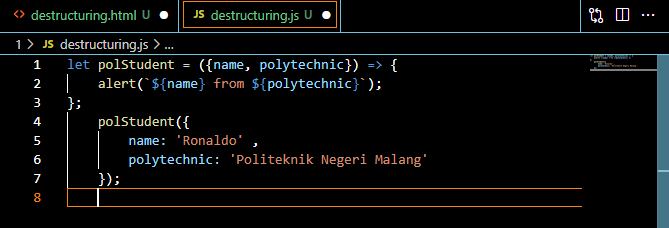 destructuring.html U
JS destructuring.js U
1 > JS destructuring.js > ...
1 let polStudent = ({name, polytechnic}) => {
2 alert(`${name} from ${polytechnic}`);
3 };
4 polStudent({
5 name: 'Ronaldo' ,
6 polytechnic: 'Politeknik Negeri Malang'
7 });
8